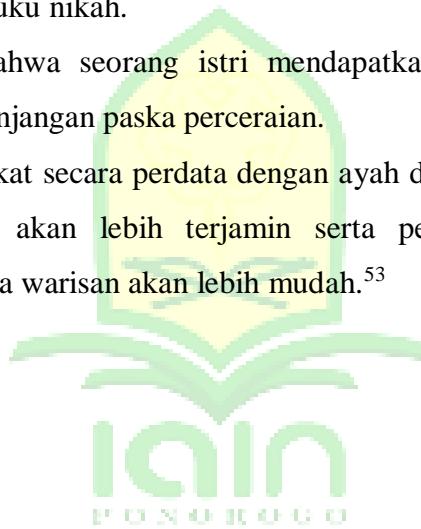 uku nikah.
ahwa seorang istri mendapatka
njangan paska perceraian.
kat secara perdata dengan ayah d
akan lebih terjamin serta pe
a warisan akan lebih mudah.53
iain
PONOROGO